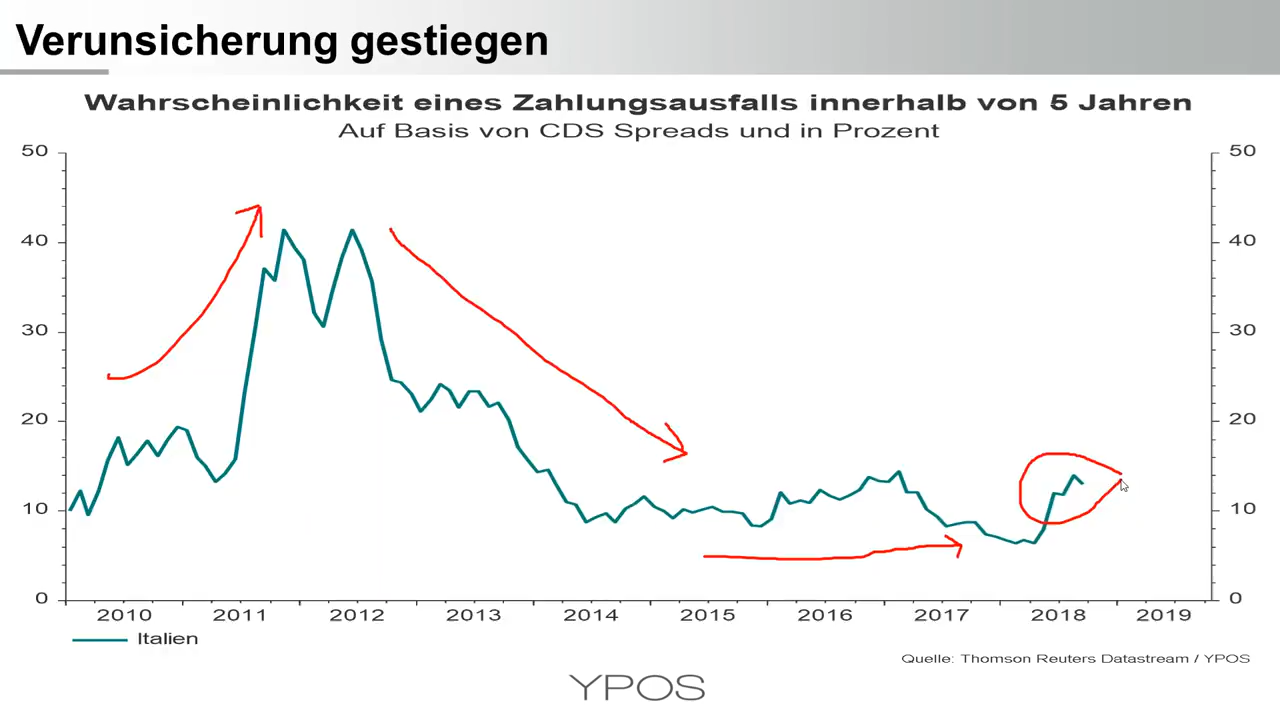 Verunsicherung gestiegen
Wahrscheinlichkeit eines Zahlungsausfalls innerhalb von 5 Jahren
Auf Basis von CDS Spreads und in Prozent
50 50
40 40
30 30
20 20
10 10
0 0
2010 2011 2012 2013 2014 2015 2016 2017 2018 2019
Italien
Quelle: Thomson Reuters Datastream / YPOS
YPOS